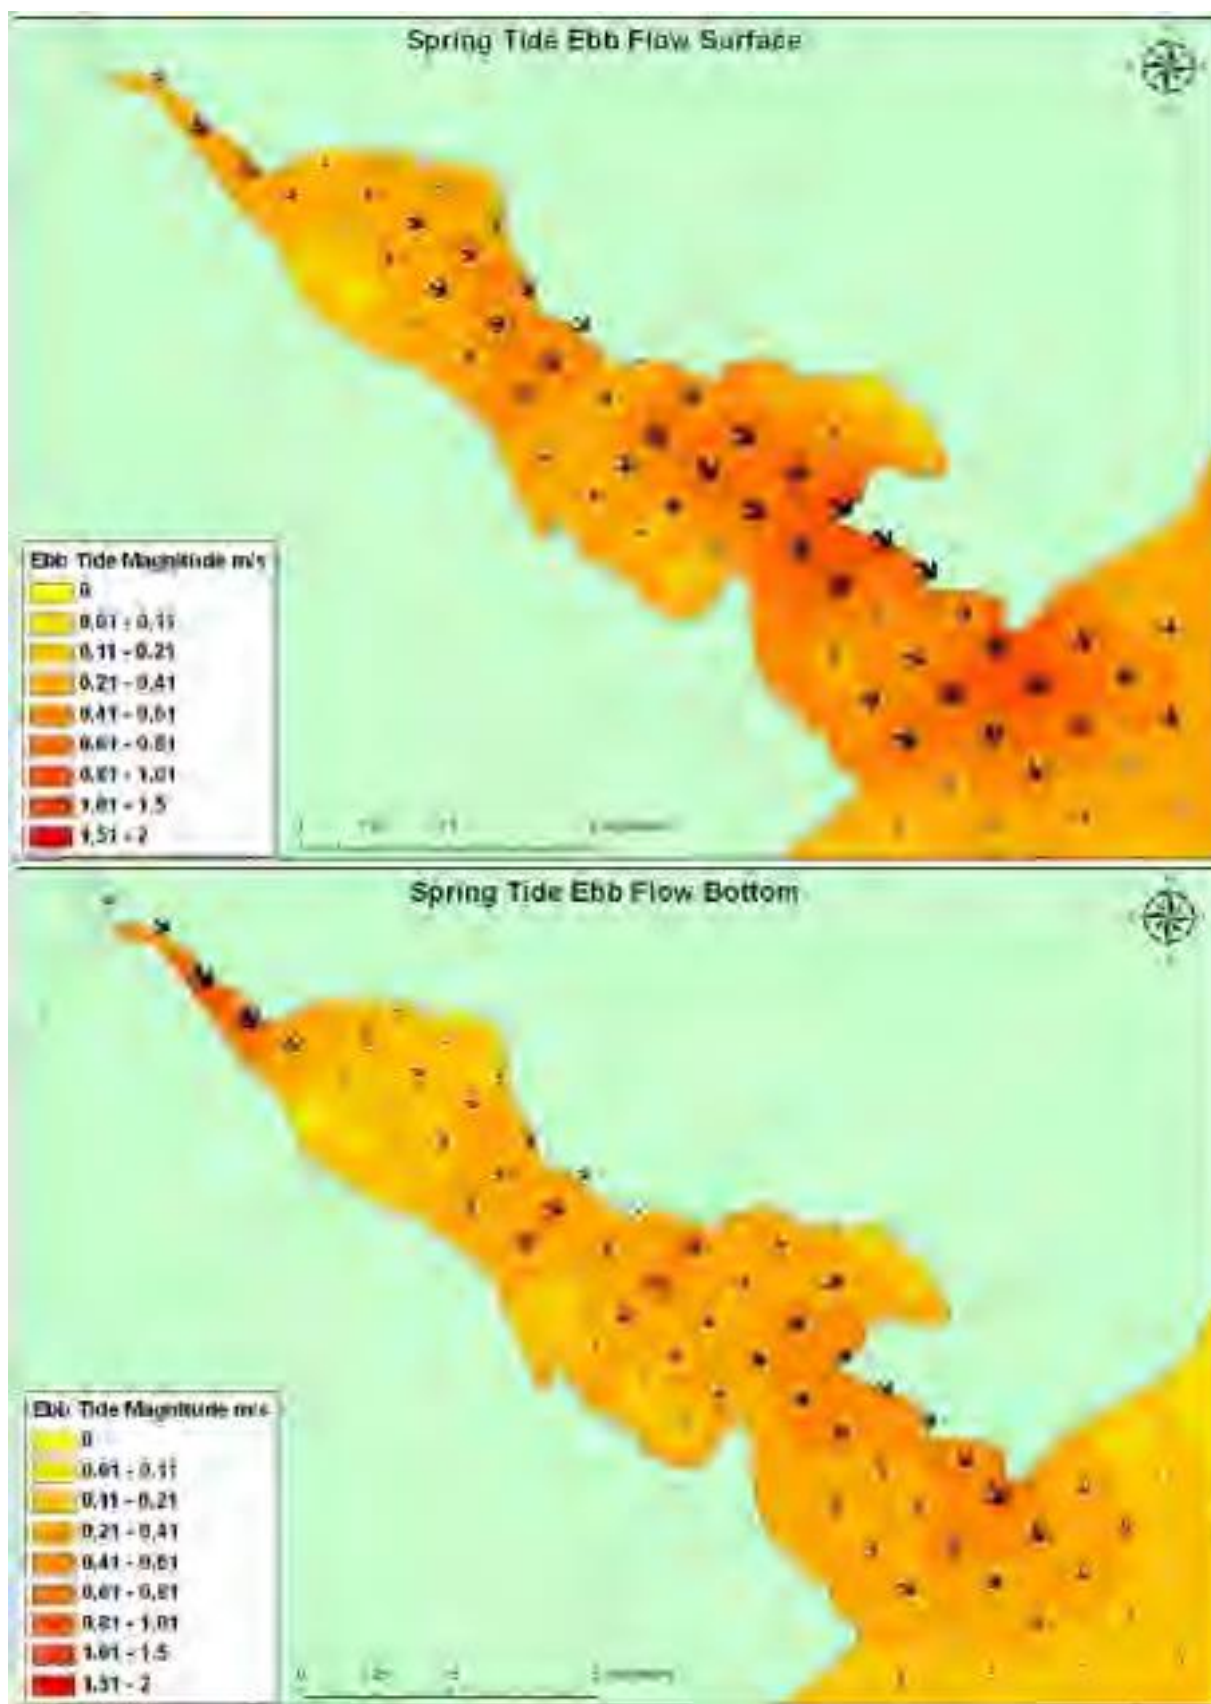 Spring Tide Ebb Flow Surface
Ebb Tide Magnitude m/s
0
0.01 - 0.11
0.11 - 0.21
0.21 - 0.41
0.41 - 0.61
0.61 - 0.81
0.81 - 1.01
1.01 - 1.5
1.51 - 2
Spring Tide Ebb Flow Bottom
Ebb Tide Magnitude m/s
0
0.01 - 0.11
0.11 - 0.21
0.21 - 0.41
0.41 - 0.61
0.61 - 0.81
0.81 - 1.01
1.01 - 1.5
1.51 - 2